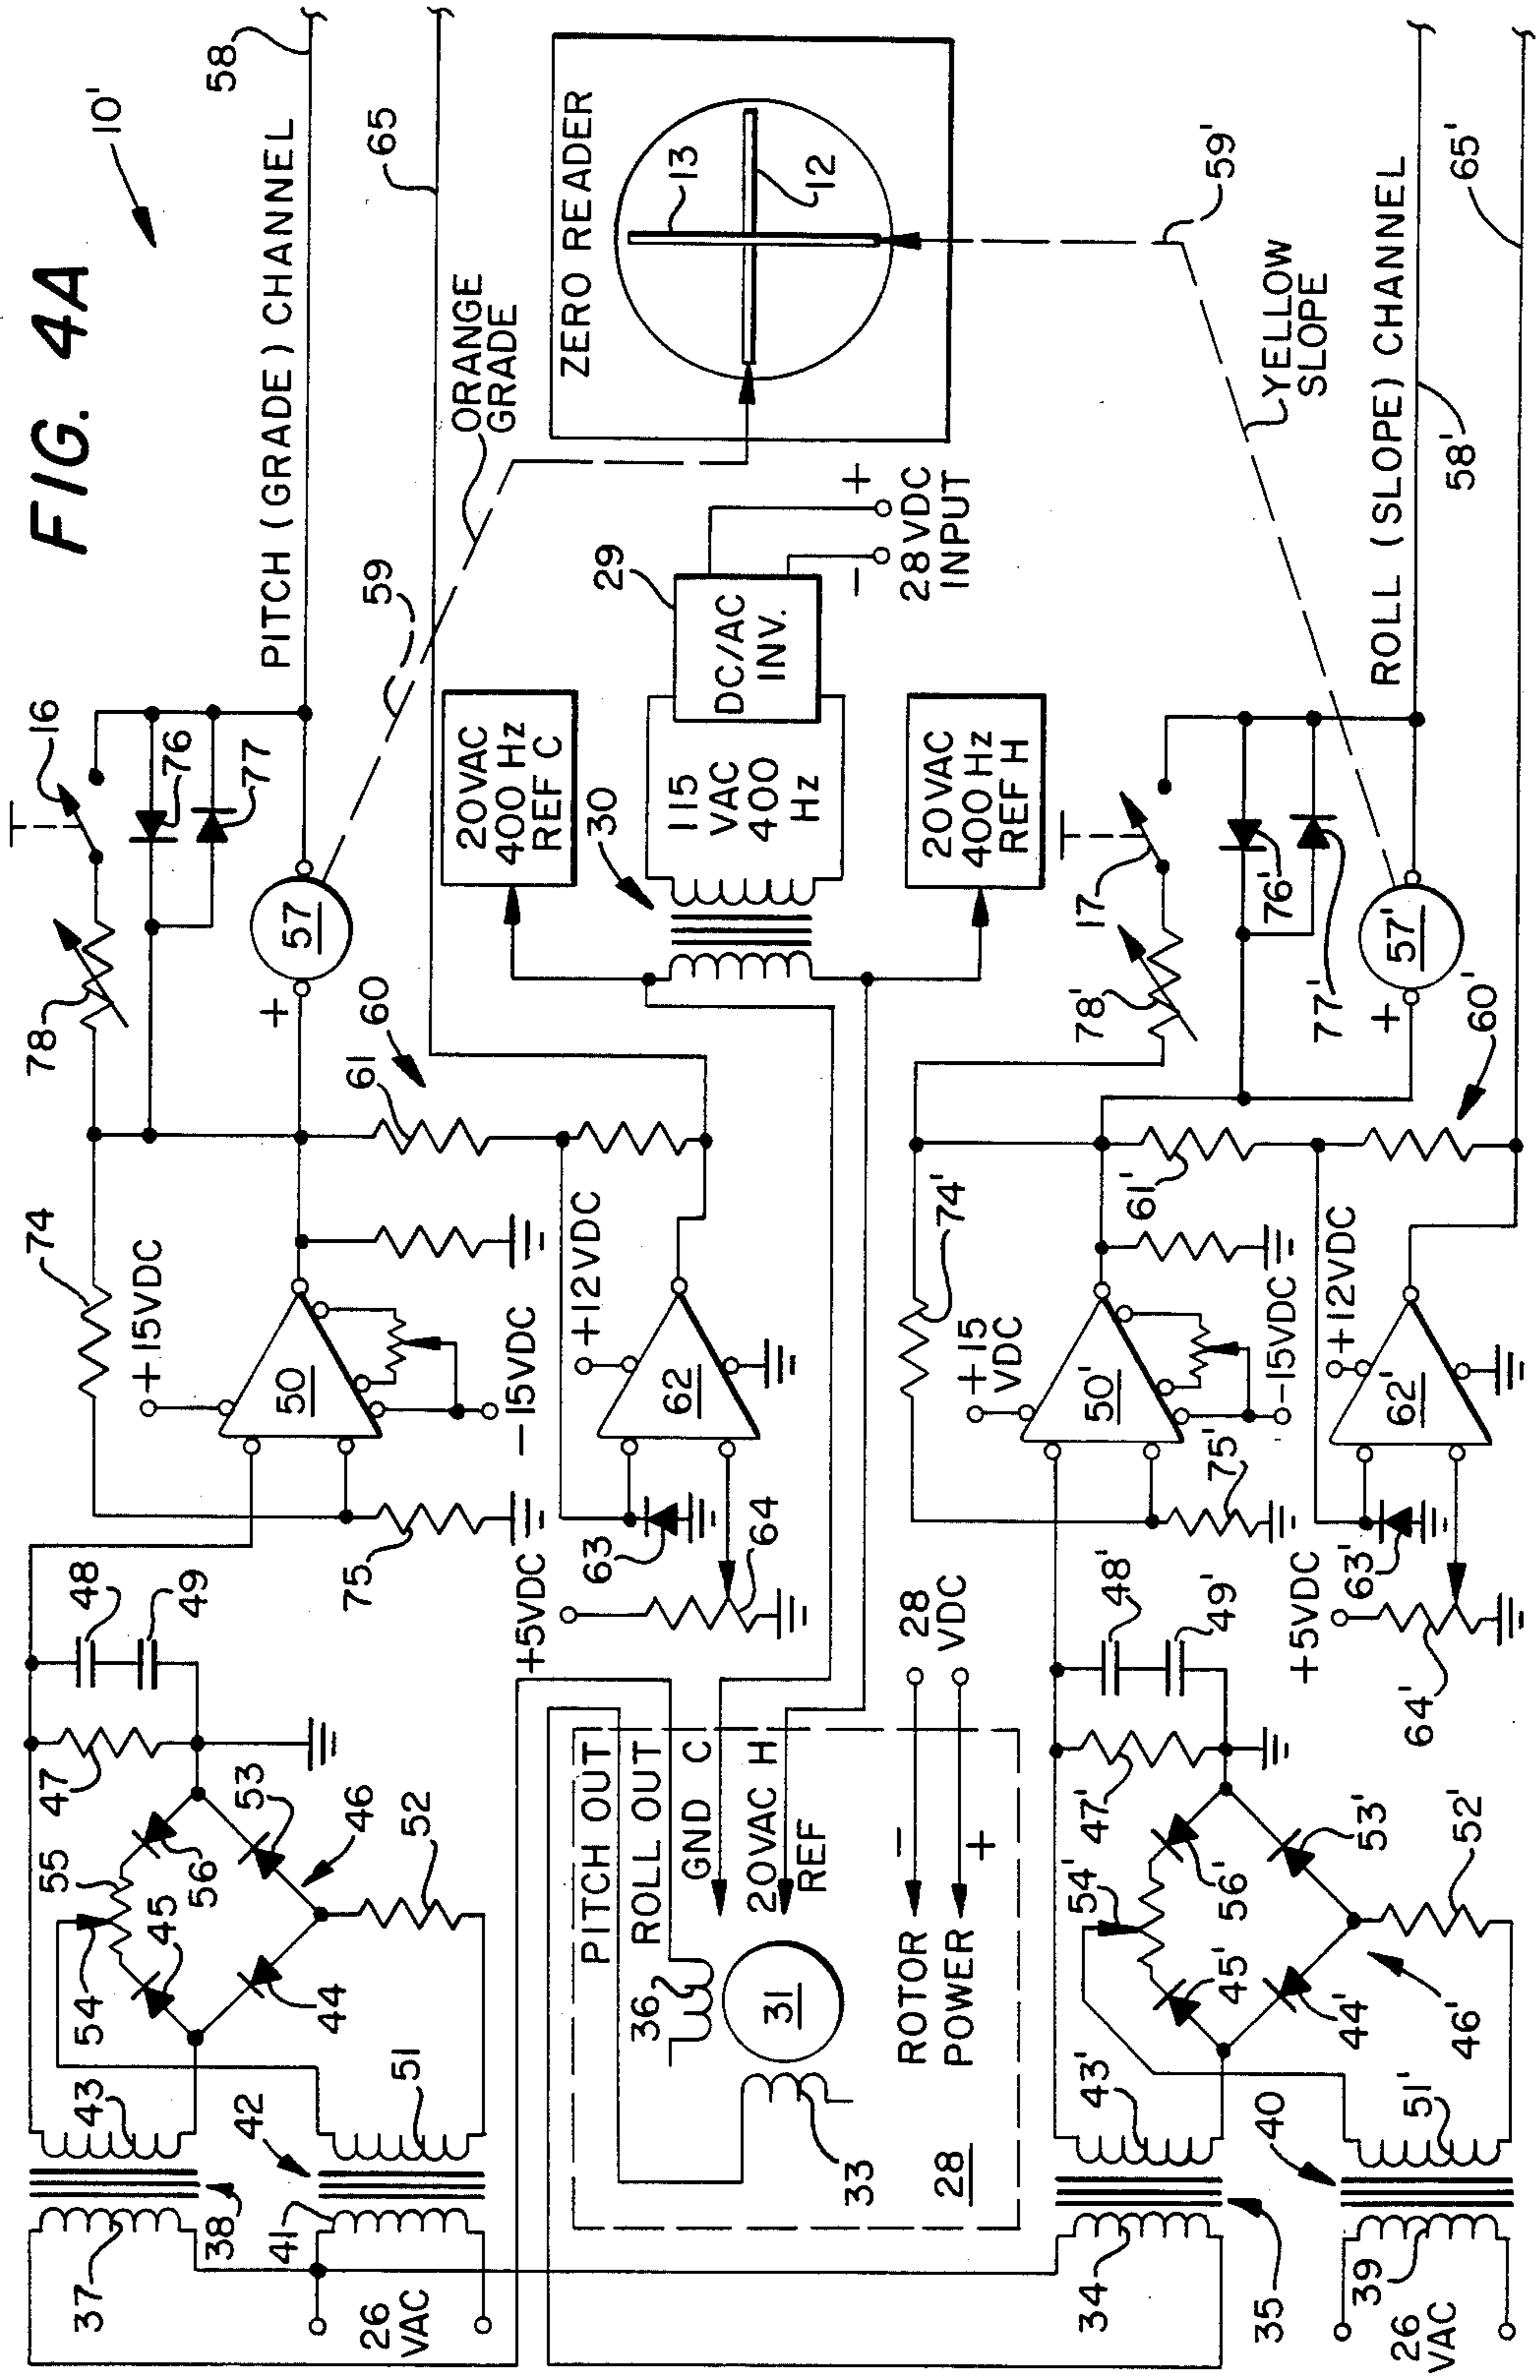 FIG. 4A
10'
58
PITCH (GRADE) CHANNEL
65
16
76
77
78
57
+
59
ORANGE
GRADE
ZERO READER
13
12
59'
YELLOW
SLOPE
ROLL (SLOPE) CHANNEL
58'
65'
20VAC
400 Hz
REF C
30
115
VAC
400
Hz
29
DC/AC
INV.
+
-
28VDC
INPUT
20VAC
400Hz
REF H
17
78'
76'
77'
57'
+
60'
74
+15VDC
50
-15VDC
75
61
60
+12VDC
62
63
+5VDC
64
74'
+15
VDC
50'
-15VDC
75'
61'
+12VDC
62'
63'
+5VDC
64'
48
49
47
55
56
53
46
45
54
44
52
43
42
51
37
38
41
26
VAC
PITCH OUT
ROLL OUT
GND C
20VAC H
REF
36
31
33
28
ROTOR -
POWER +
28
VDC
48'
49'
47'
54'
56'
53'
45'
44'
46'
52'
43'
40
51'
34
35
39
26
VAC